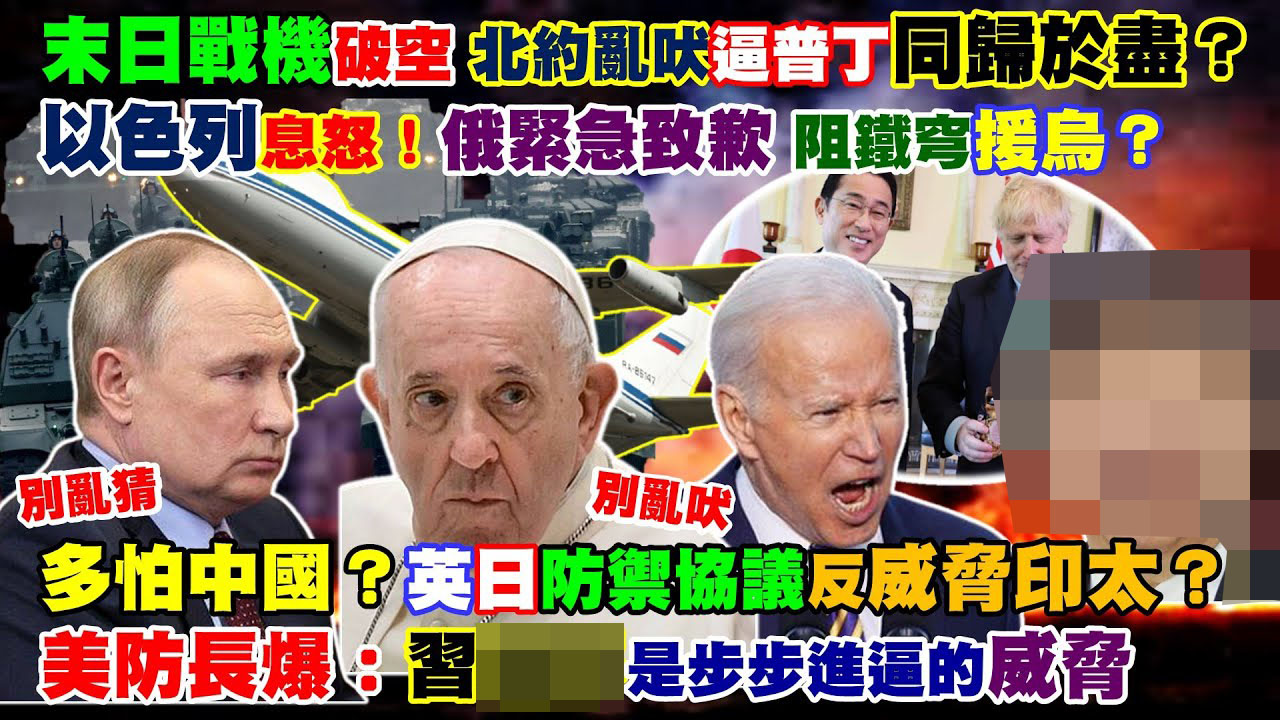 末日戰機破空 北約亂吠逼普丁同歸於盡？
以色列息怒！俄緊急致歉 阻鐵穹援烏？
86
RA-85147
別亂猜
別亂吠
多怕中國？英日防禦協議反威脅印太？
美防長爆：習 是步步進逼的威脅